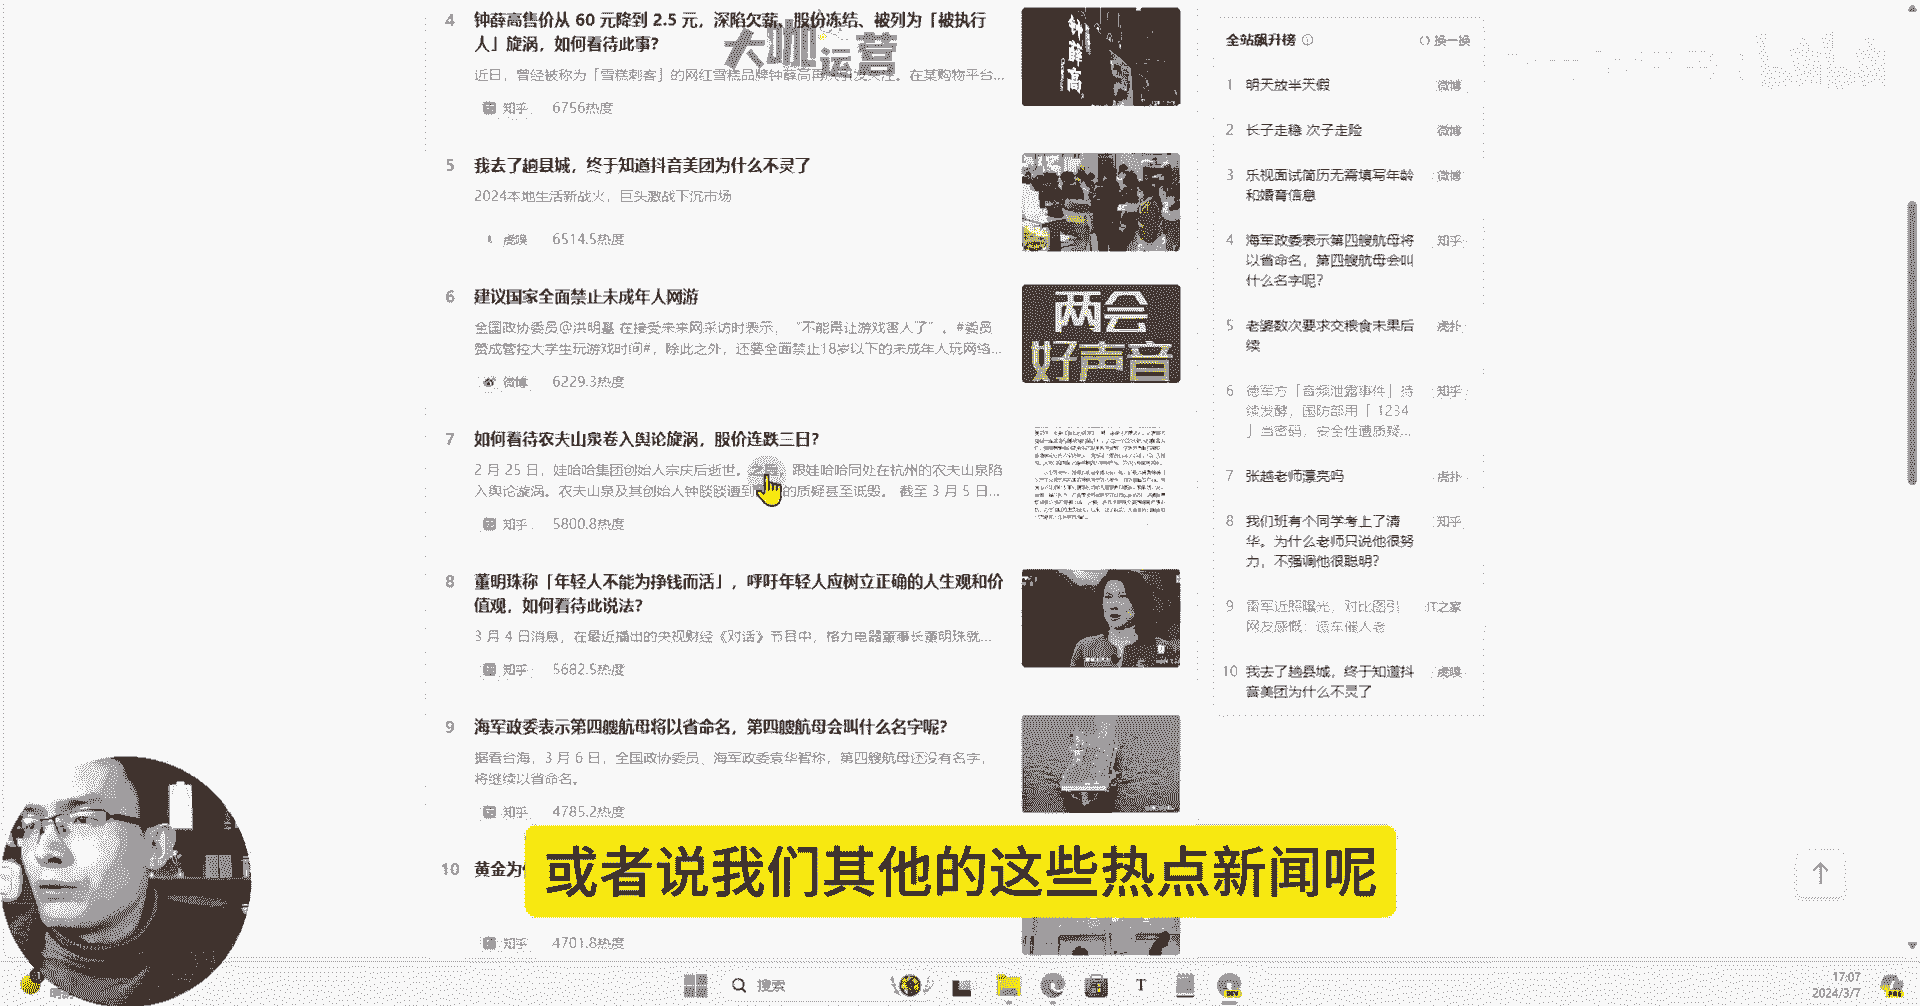 4 钟薛高售价从 60 元降到 2.5 元，深陷欠薪、股份冻结、被列为「被执行
人」旋涡，如何看待此事？
近日，曾经被称为「雪糕刺客」的网红雪糕品牌钟薛高再次引发关注。在某购物平台...
知乎 6756热度
大咖运营
钟薛高
5 我去了趟县城，终于知道抖音美团为什么不灵了
2024本地生活新战火，巨头激战下沉市场
虎嗅 6514.5热度
6 建议国家全面禁止未成年人网游
全国政协委员@洪明基 在接受未来网采访时表示，“不能再让游戏害人了”。#委员
赞成管控大学生玩游戏时间#，除此之外，还要全面禁止18岁以下的未成年人玩网络...
微博 6229.3热度
两会
好声音
7 如何看待农夫山泉卷入舆论旋涡，股价连跌三日？
2 月 25 日，娃哈哈集团创始人宗庆后逝世。之后，跟娃哈哈同处在杭州的农夫山泉陷
入舆论旋涡。农夫山泉及其创始人钟睒睒遭到 的质疑甚至诋毁。 截至 3 月 5 日...
知乎 5800.8热度
8 董明珠称「年轻人不能为挣钱而活」，呼吁年轻人应树立正确的人生观和价
值观，如何看待此说法？
3 月 4 日消息，在最近播出的央视财经《对话》节目中，格力电器董事长董明珠就...
知乎 5682.5热度
9 海军政委表示第四艘航母将以省命名，第四艘航母会叫什么名字呢？
据看台海，3 月 6 日，全国政协委员、海军政委袁华智称，第四艘航母还没有名字，
将继续以省命名。
知乎 4785.2热度
10 黄金为
知乎 4701.8热度
全站飙升榜 换一换
1 明天放半天假 微博
2 长子走稳 次子走险 微博
3 乐视面试简历无需填写年龄 微博
和婚育信息
4 海军政委表示第四艘航母将 知乎
以省命名，第四艘航母会叫
什么名字呢？
5 老婆数次要求交粮食未果后 虎扑
续
6 德军方「音频泄露事件」持 知乎
续发酵，国防部用「 1234
」当密码，安全性遭质疑...
7 张越老师漂亮吗 虎扑
8 我们班有个同学考上了清 知乎
华。为什么老师只说他很努
力，不强调他很聪明？
9 雷军近照曝光，对比图引 IT之家
网友感慨：造车催人老
10 我去了趟县城，终于知道抖 虎嗅
音美团为什么不灵了
或者说我们其他的这些热点新闻呢
搜索
T
DEV
17:07
2024/3/7